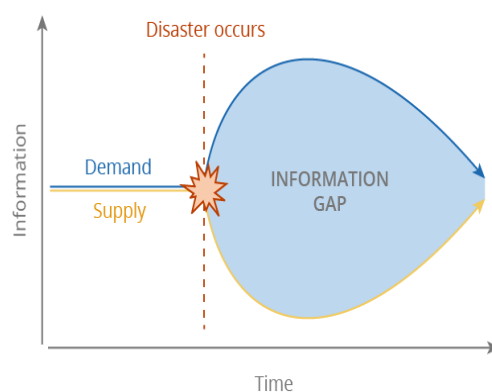 Disaster occurs
Information
Demand
Supply
INFORMATION
GAP
Time